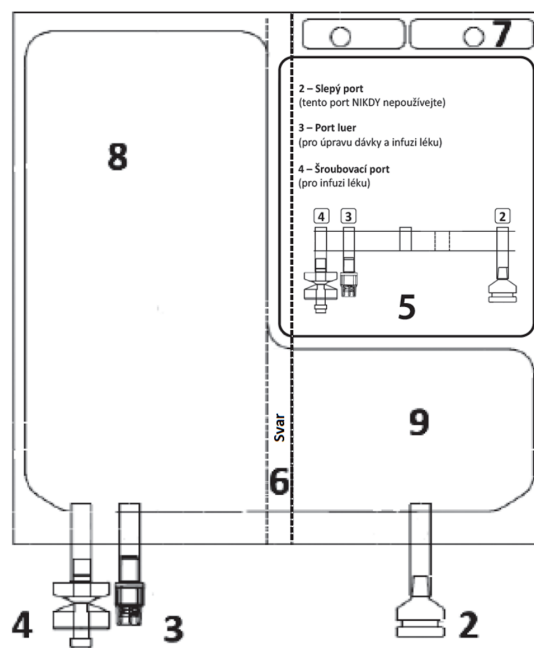 7
2 – Slepý port
(tento port NIKDY nepoužívejte)
3 – Port luer
(pro úpravu dávky a infuzi léku)
4 – Šroubovací port
(pro infuzi léku)
8
4 3 2
5
9
Svar
6
4 3 2